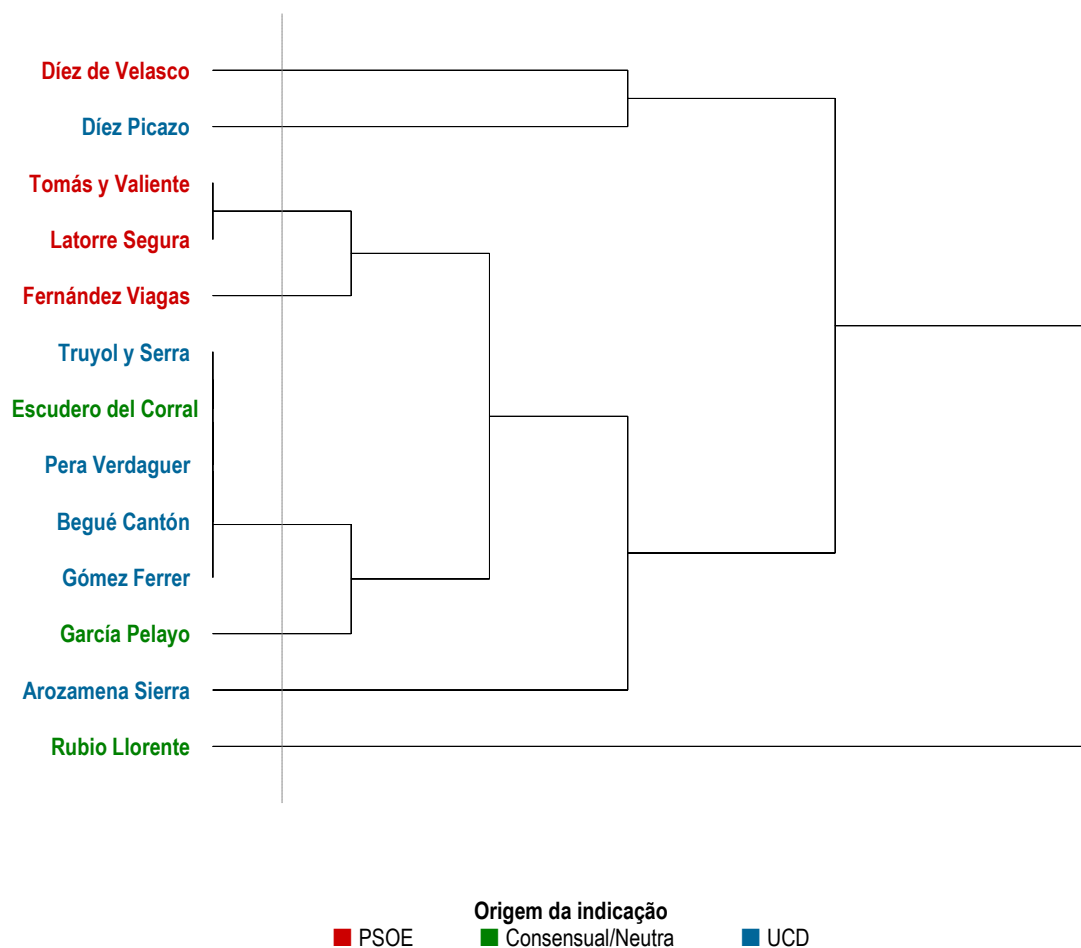 Díez de Velasco
Díez Picazo
Tomás y Valiente
Latorre Segura
Fernández Viagas
Truyol y Serra
Escudero del Corral
Pera Verdaguer
Begué Cantón
Gómez Ferrer
García Pelayo
Arozamena Sierra
Rubio Llorente
Origem da indicação
PSOE Consensual/Neutra UCD